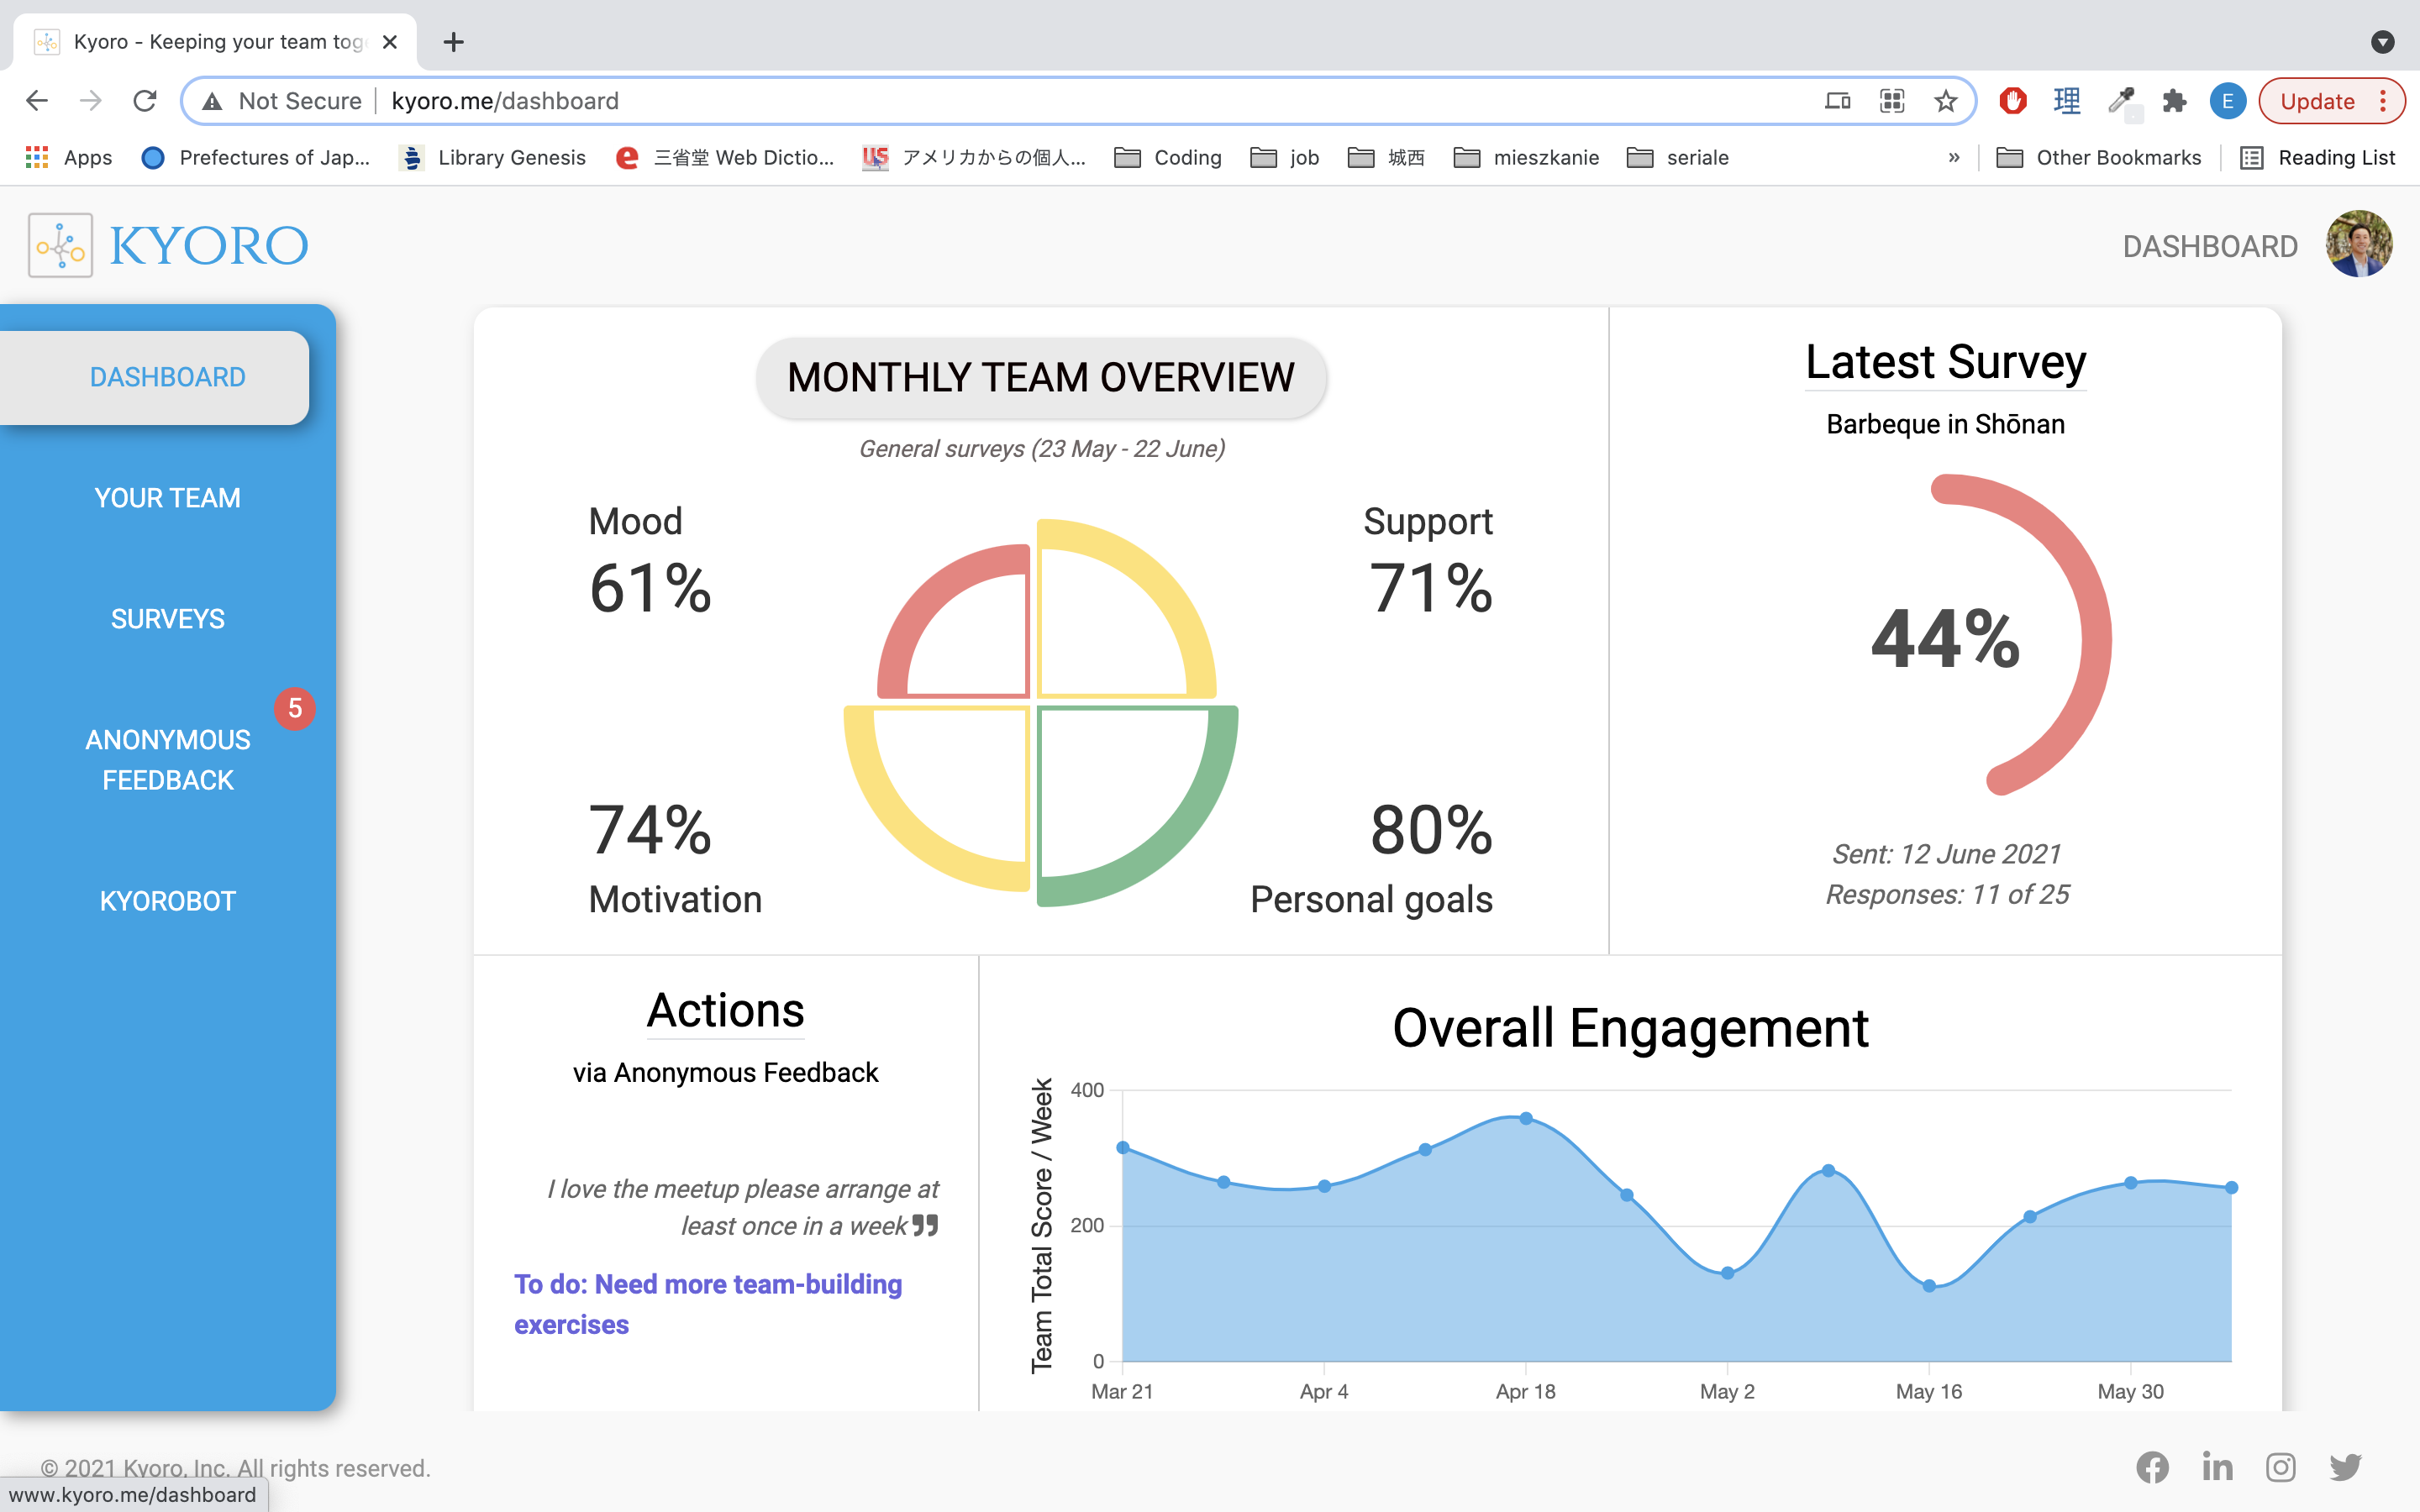 Kyoro - Keeping your team tog
Not Secure
kyoro.me/dashboard
理
E
Update
Apps
Prefectures of Jap...
Library Genesis
三省堂 Web Dictio...
US
アメリカからの個人...
Coding
job
城西
mieszkanie
seriale
»
Other Bookmarks
Reading List
KYORO
DASHBOARD
DASHBOARD
YOUR TEAM
SURVEYS
5
ANONYMOUS
FEEDBACK
KYOROBOT
MONTHLY TEAM OVERVIEW
General surveys (23 May - 22 June)
Mood
61%
Support
71%
74%
Motivation
80%
Personal goals
Latest Survey
Barbeque in Shōnan
44%
Sent: 12 June 2021
Responses: 11 of 25
Actions
via Anonymous Feedback
I love the meetup please arrange at
least once in a week ”
To do: Need more team-building
exercises
Overall Engagement
Team Total Score / Week
400
200
0
Mar 21
Apr 4
Apr 18
May 2
May 16
May 30
© 2021 Kyoro, Inc. All rights reserved.
www.kyoro.me/dashboard